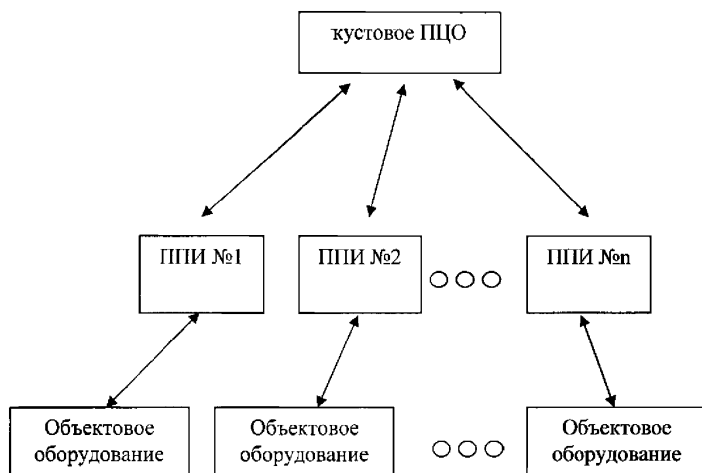 кустовое ПЦО
ППИ №1
ППИ №2
ППИ №n
Объектовое
оборудование
Объектовое
оборудование
Объектовое
оборудование